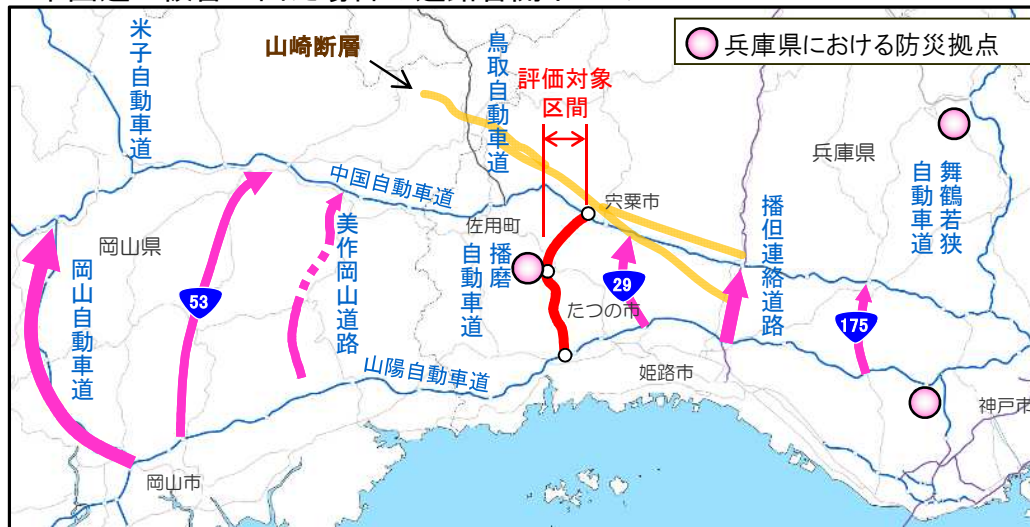 米子自動車道
山崎断層
鳥取自動車道
評価対象
区間
兵庫県における防災拠点
兵庫県
舞鶴若狭
自動車道
中国自動車道
宍粟市
播但連絡道路
佐用町
岡山県
岡山自動車道
美作岡山道路
播磨
自動車道
53
29
175
たつの市
山陽自動車道
姫路市
神戸市
岡山市